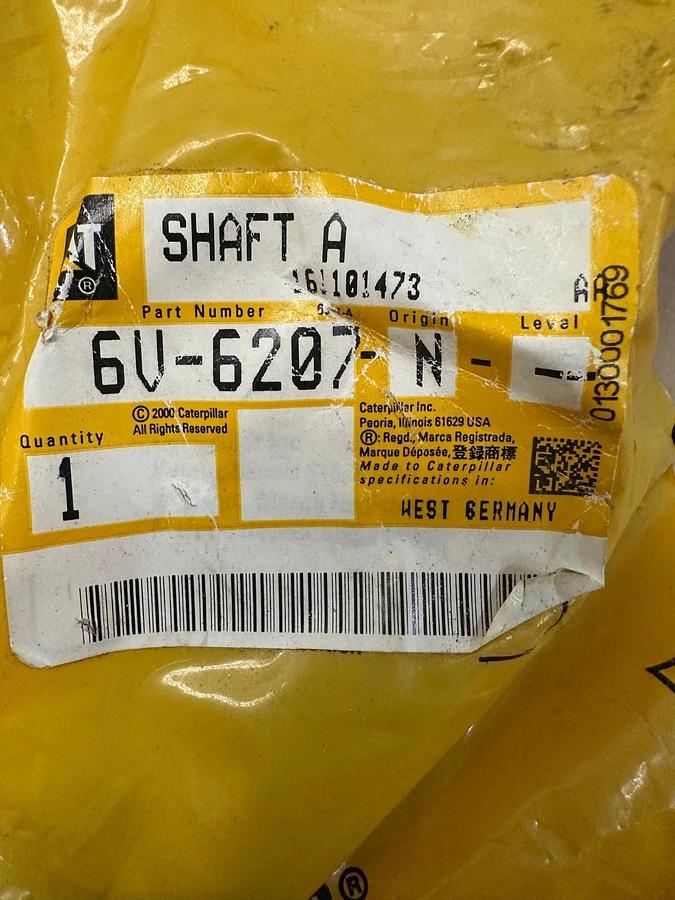 SHAFT A
161101473
Part Number
Origin
Level
6V-6207-
N
-
© 2000 Caterpillar
All Rights Reserved
Quantity
1
Caterpillar Inc.
Peoria, Illinois 61629 USA
®: Regd., Marca Registrada,
Marque Déposée, 登録商標
Made to Caterpillar
specifications in:
WEST GERMANY
0130001769
®
®